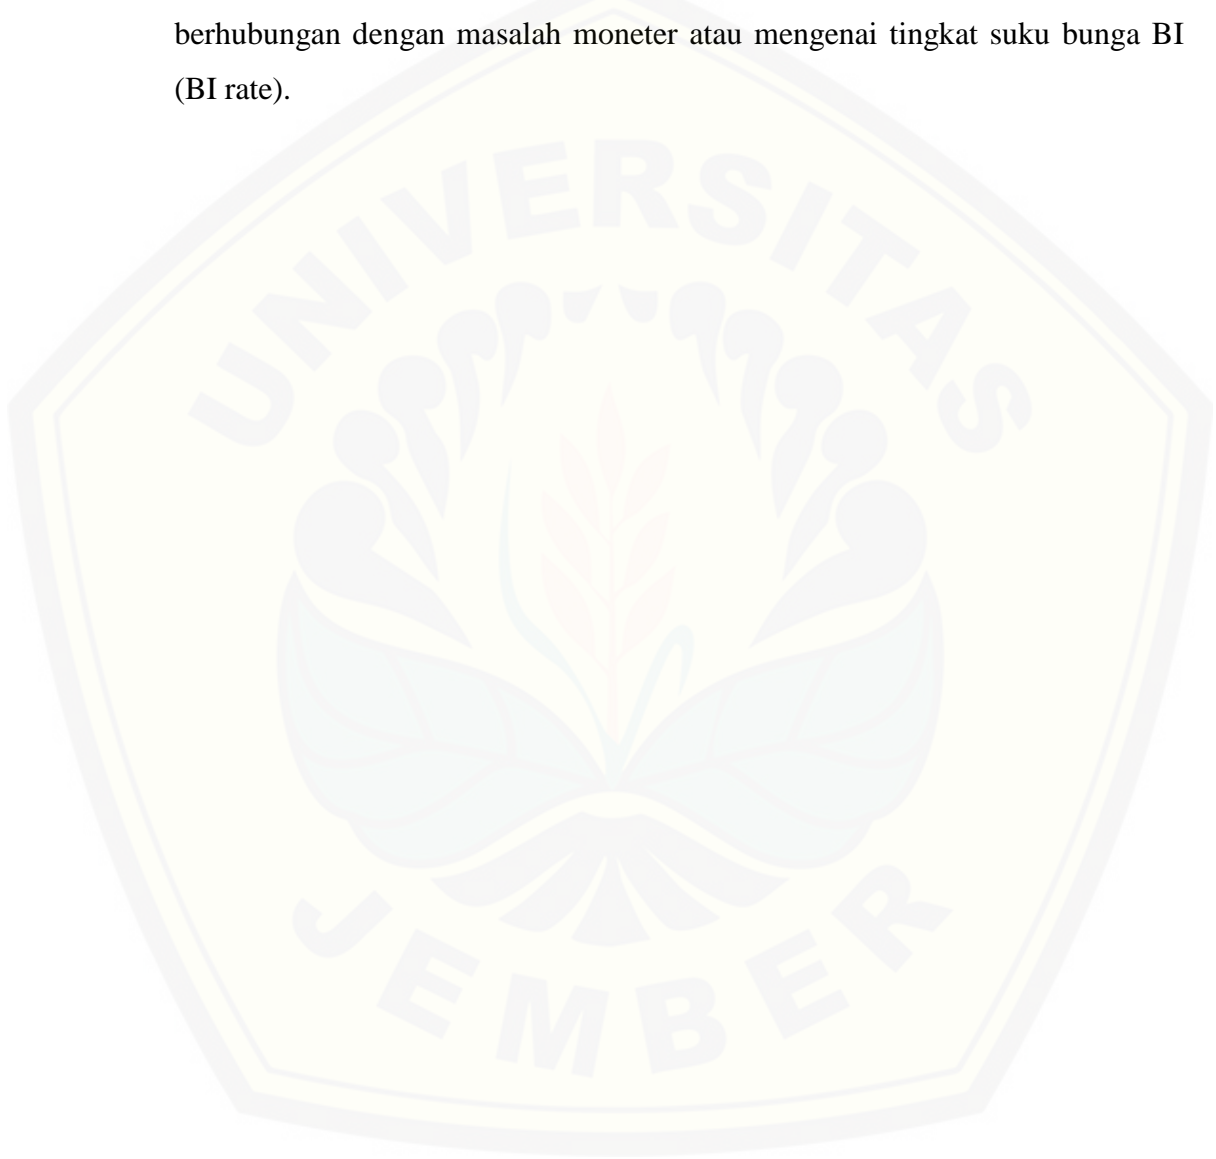 berhubungan dengan masalah moneter atau mengenai tingkat suku bunga BI
(BI rate).
UNIVERSITAS
JEMBER